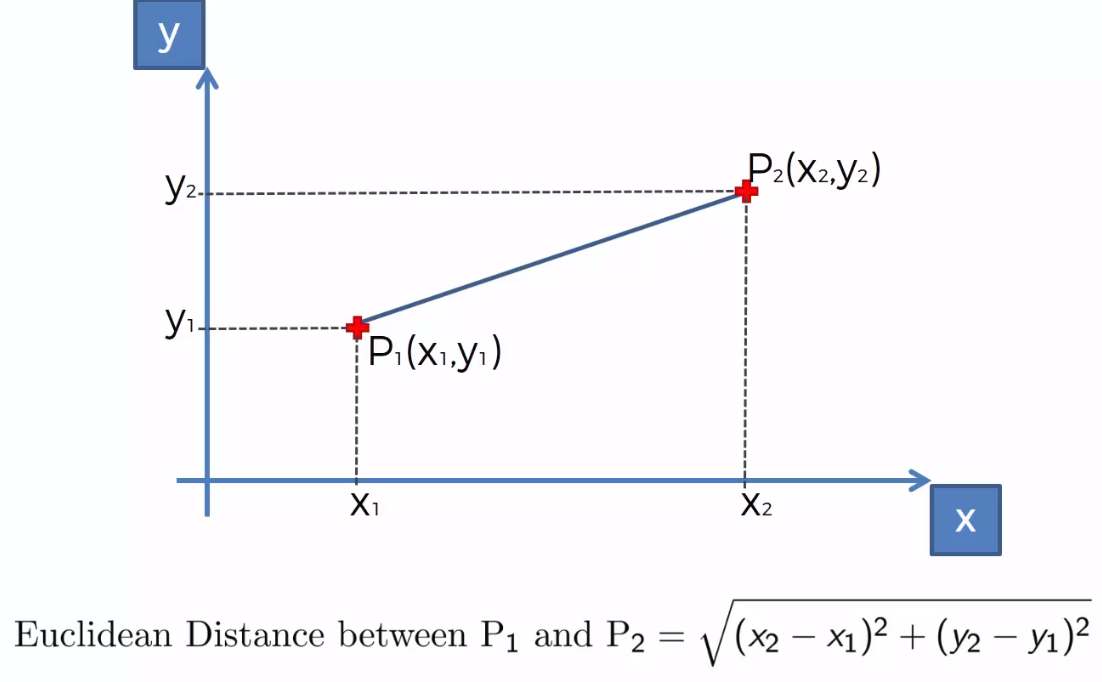 y
P₂(x₂,y₂)
y₂
y₁
P₁(x₁,y₁)
x₁
x₂
x
Euclidean Distance between P₁ and P₂ = √(x₂ − x₁)² + (y₂ − y₁)²